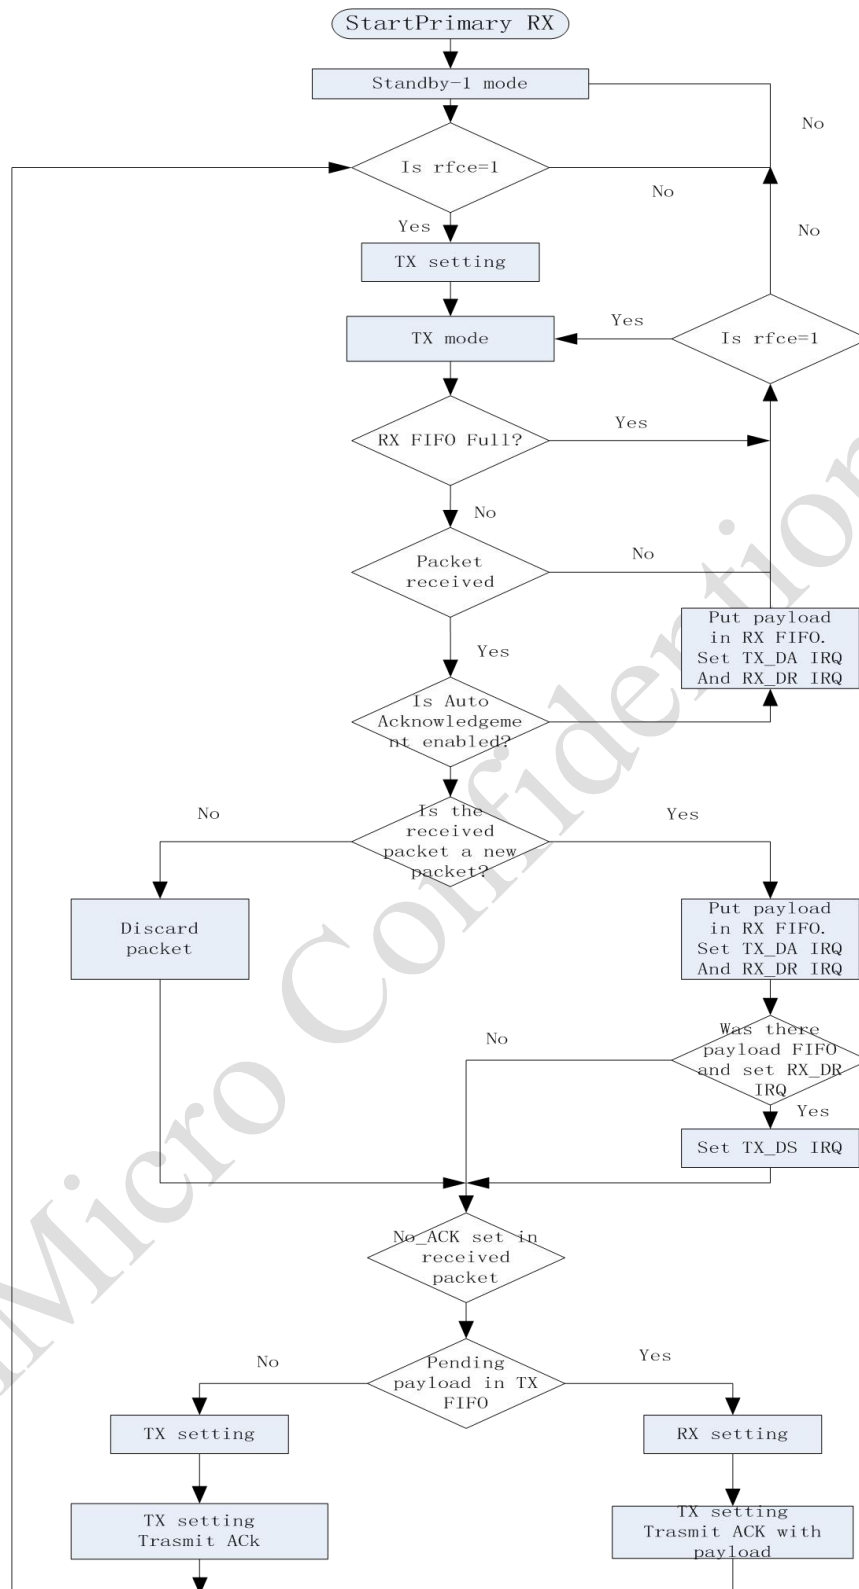 StartPrimary RX
Standby-1 mode
No
Is rfce=1
No
Yes
No
TX setting
Yes
TX mode
Is rfce=1
RX FIFO Full?
Yes
No
Packet
received
No
Put payload
in RX FIFO.
Set TX_DA IRQ
And RX_DR IRQ
Yes
Is Auto
Acknowledgeme
nt enabled?
No
Is the
received
packet a new
packet?
Yes
Discard
packet
Put payload
in RX FIFO.
Set TX_DA IRQ
And RX_DR IRQ
No
Was there
payload FIFO
and set RX_DR
IRQ
Yes
Set TX_DS IRQ
No_ACK set in
received
packet
No
Pending
payload in TX
FIFO
Yes
TX setting
RX setting
TX setting
Trasmit ACk
TX setting
Trasmit ACK with
payload
Micro Confidention